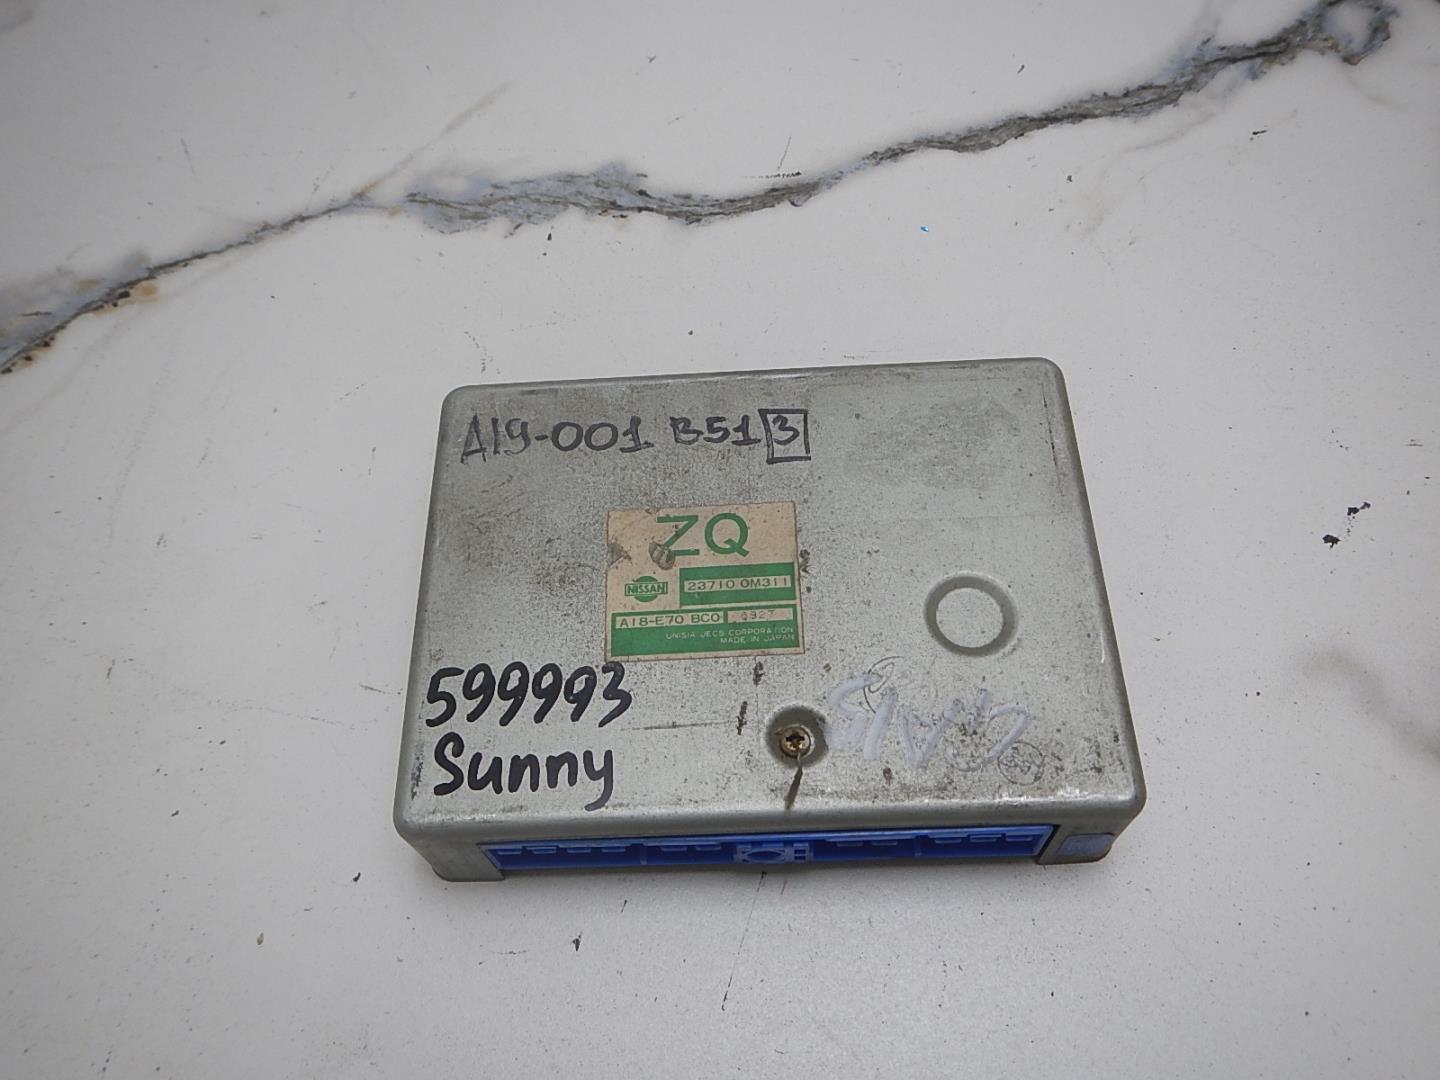 A19-001 B51 3
ZQ
NISSAN
23710 0M311
A18-E70 BC0 6927
UNISIA JECS CORPORATION
MADE IN JAPAN
599993
Sunny